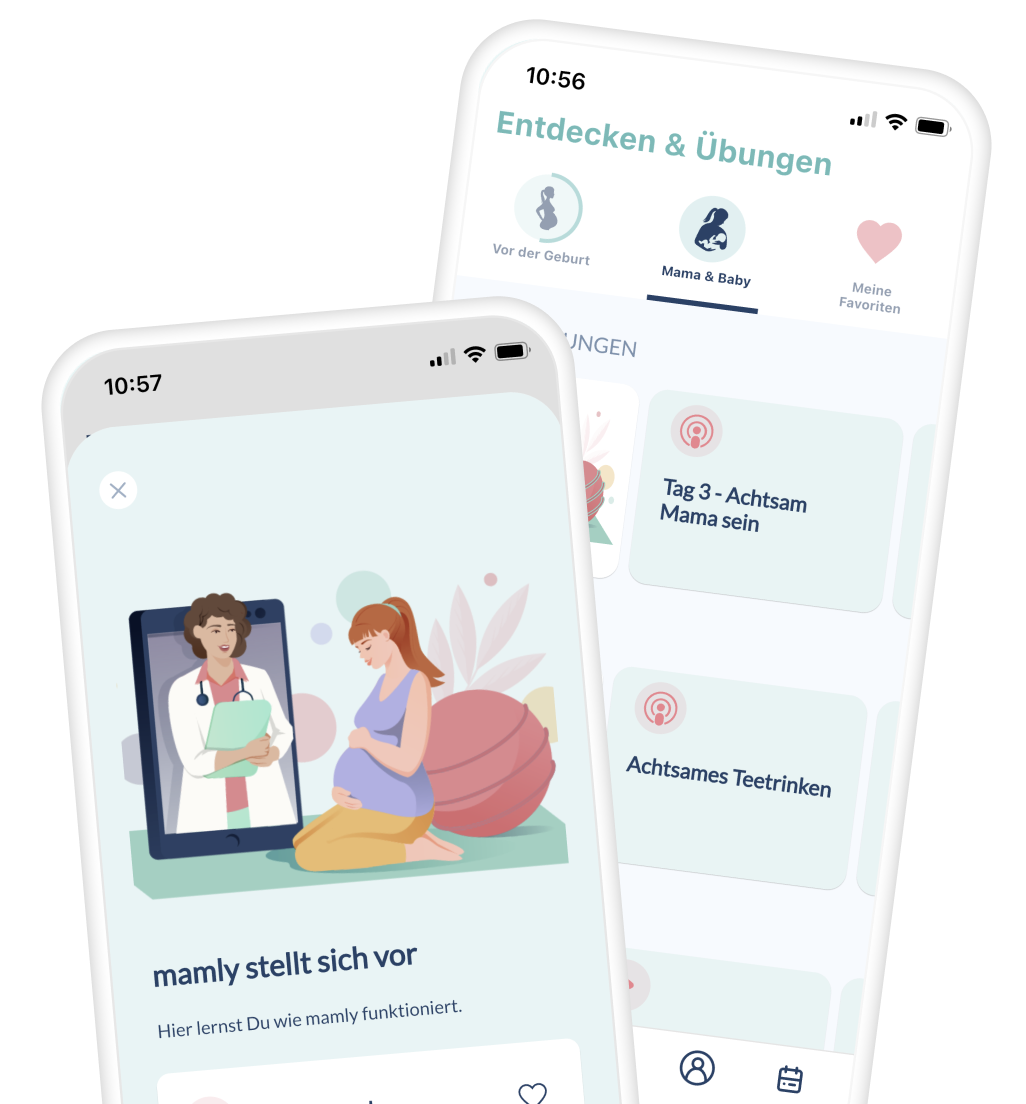 10:56
Entdecken & Übungen
Vor der Geburt
Mama & Baby
Meine
Favoriten
Tag 3 - Achtsam
Mama sein
Achtsames Teetrinken
10:57
mamly stellt sich vor
Hier lernst Du wie mamly funktioniert.